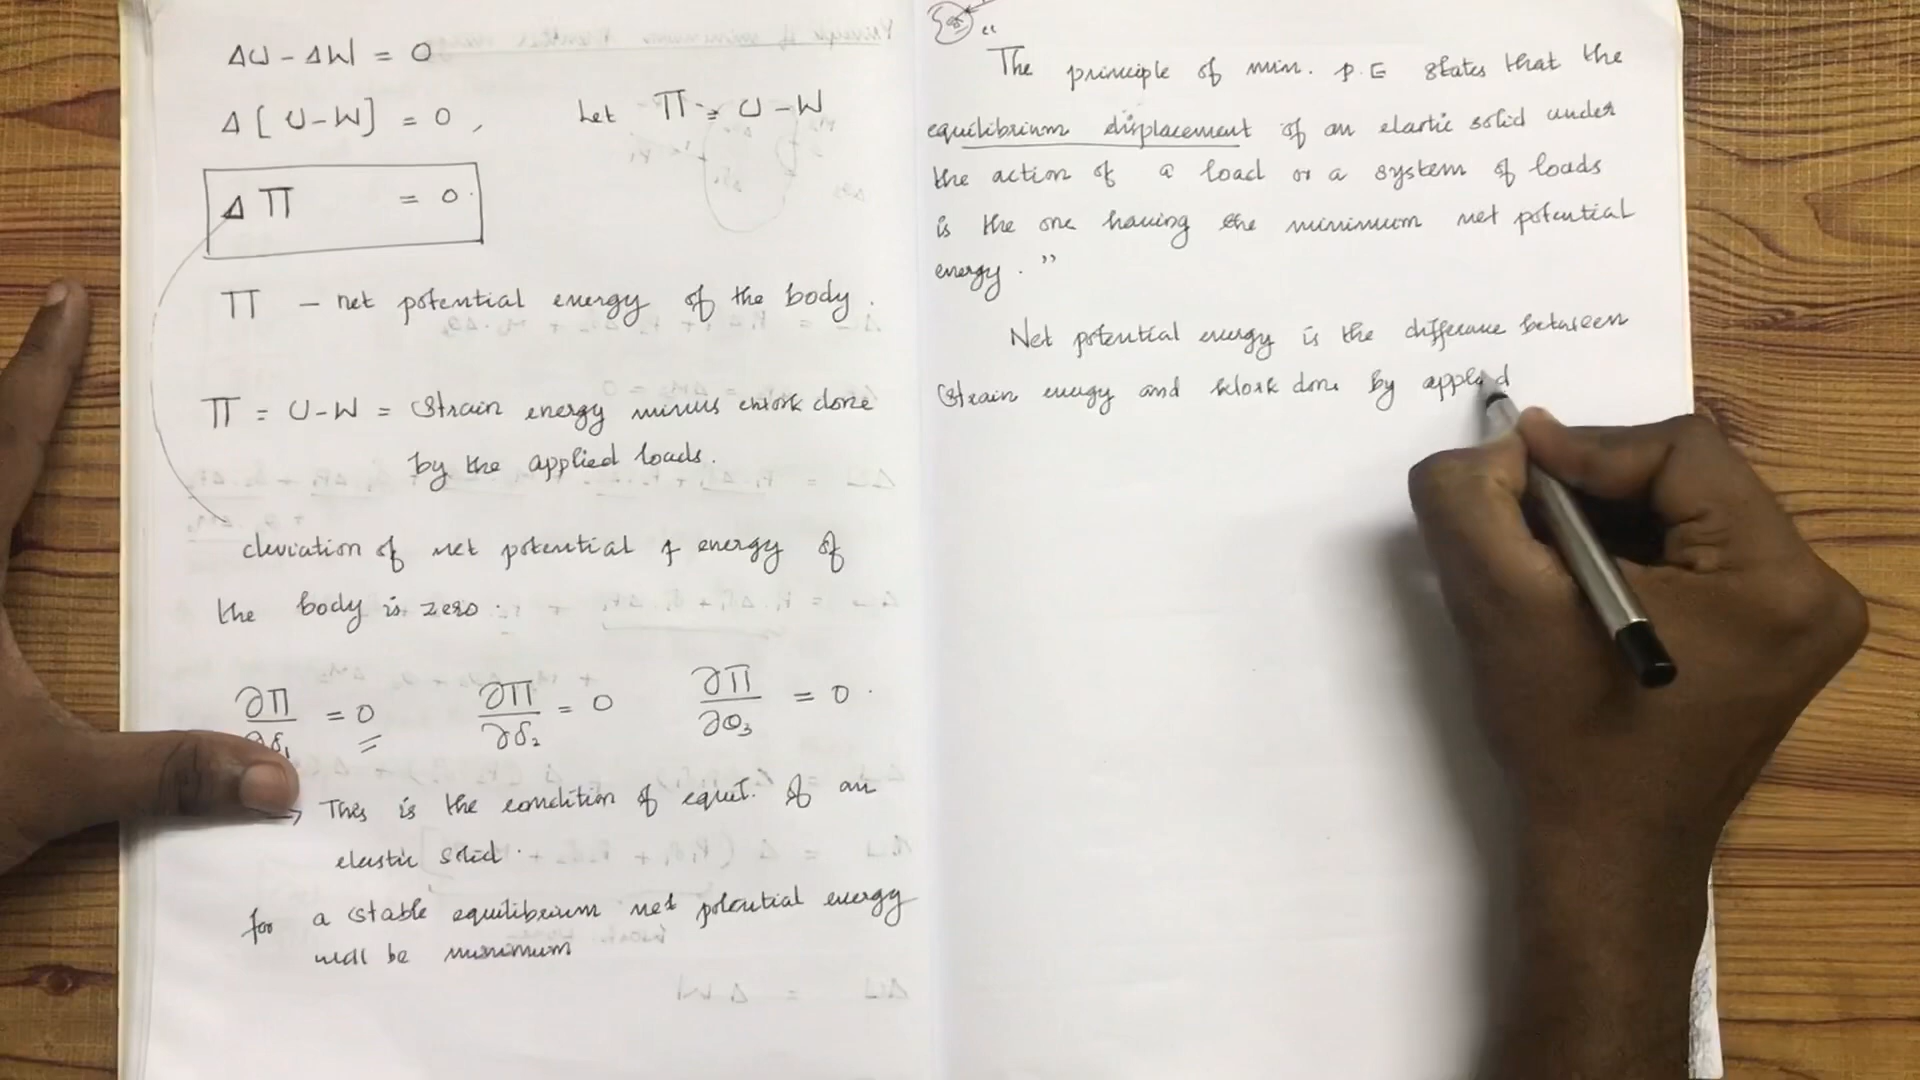 ΔU - ΔW = 0
Δ[U-W] = 0, Let Π = U-W
ΔΠ = 0.
Π - net potential energy of the body.
Π = U-W = Strain energy minus work done
by the applied loads.
deviation of net potential energy of
the body is zero.
∂Π/∂δ₁ = 0 ∂Π/∂δ₂ = 0 ∂Π/∂θ₃ = 0.
→ This is the condition of equil. of an
elastic solid.
for a stable equilibrium net potential energy
will be minimum
"The principle of min. P.E states that the
equilibrium displacement of an elastic solid under
the action of a load or a system of loads
is the one having the minimum net potential
energy."
Net potential energy is the difference between
strain energy and work done by applied